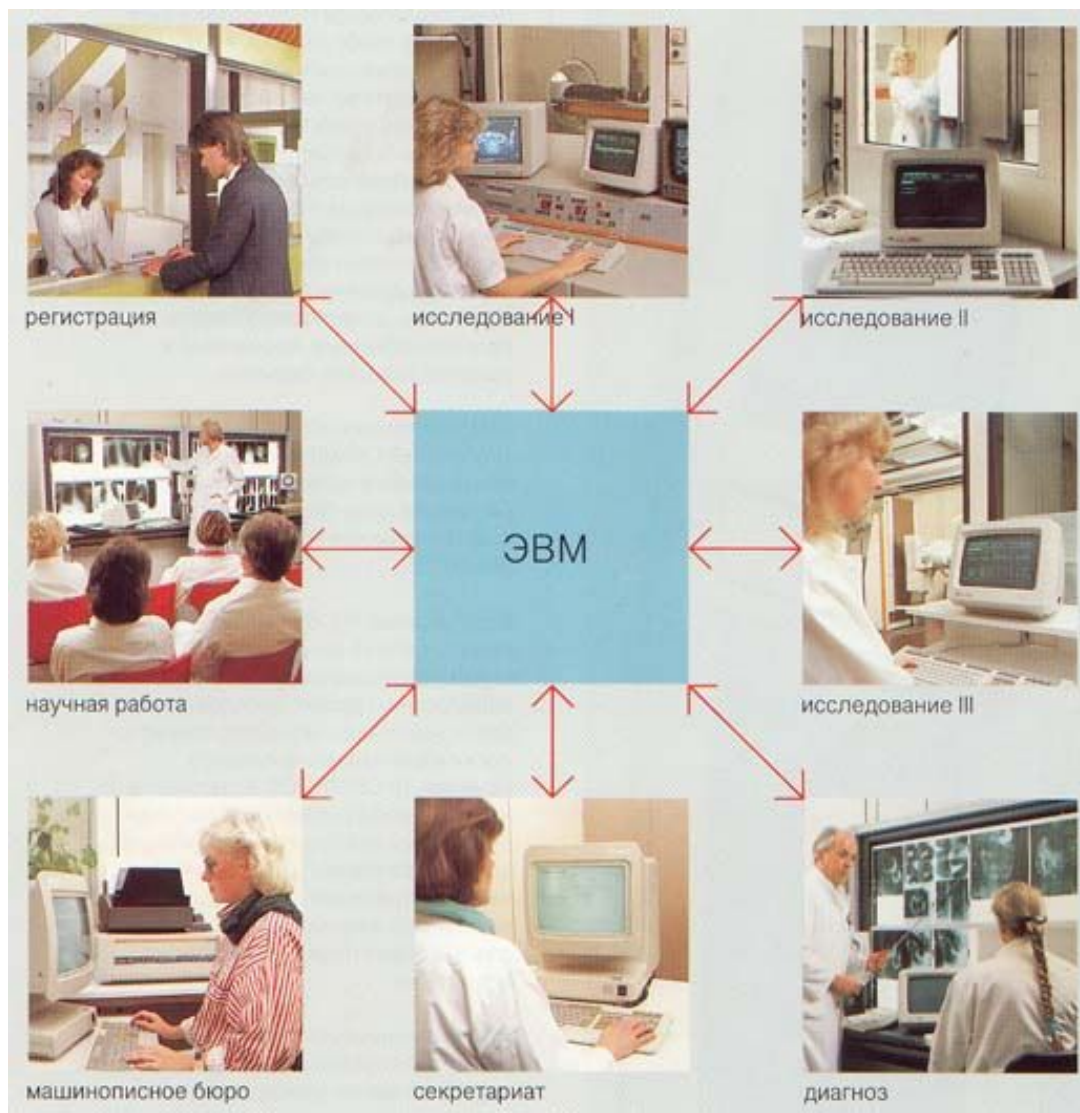 регистрация
исследование I
исследование II
ЭВМ
научная работа
исследование III
машинописное бюро
секретариат
диагноз